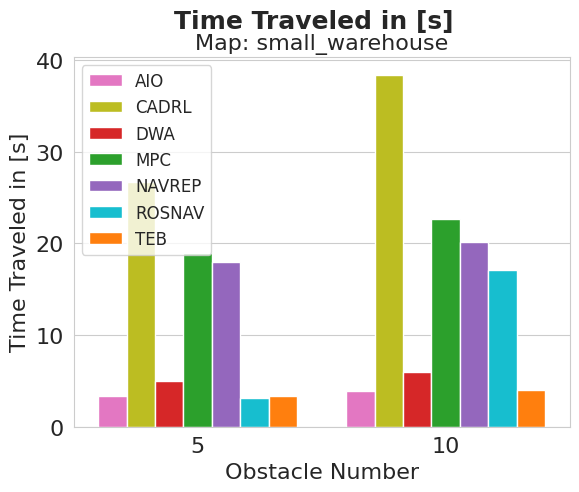 Time Traveled in [s]
Map: small_warehouse
Time Traveled in [s]
40
30
20
10
0
AIO
CADRL
DWA
MPC
NAVREP
ROSNAV
TEB
5
10
Obstacle Number